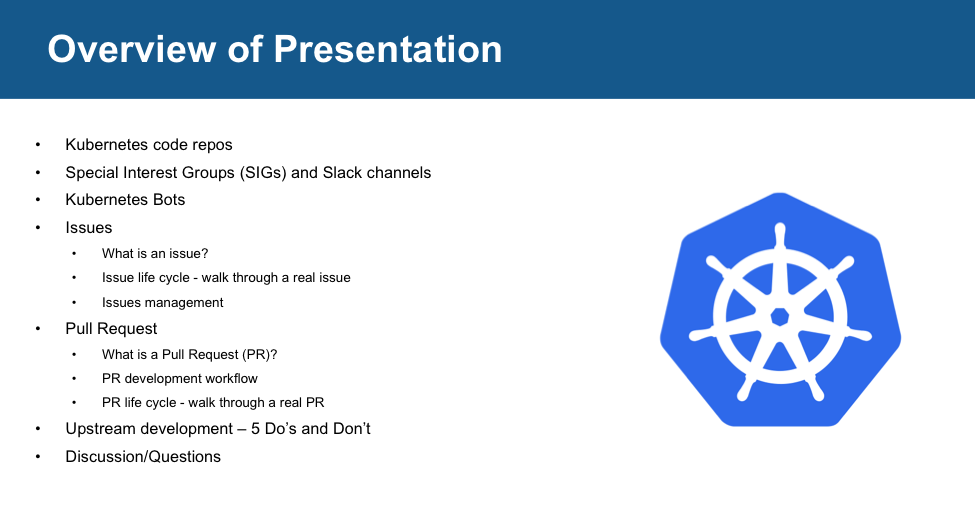 Overview of Presentation
• Kubernetes code repos
• Special Interest Groups (SIGs) and Slack channels
• Kubernetes Bots
• Issues
• What is an issue?
• Issue life cycle - walk through a real issue
• Issues management
• Pull Request
• What is a Pull Request (PR)?
• PR development workflow
• PR life cycle - walk through a real PR
• Upstream development – 5 Do’s and Don’t
• Discussion/Questions